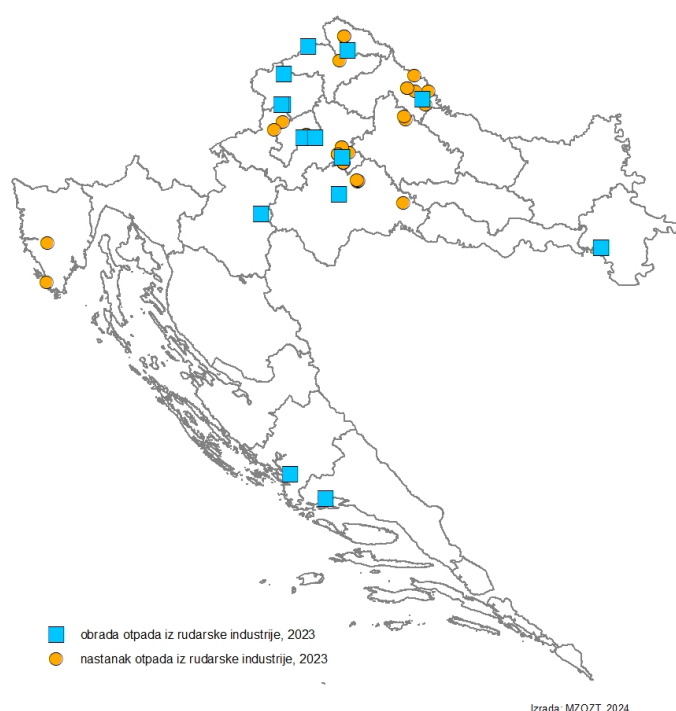 obrada otpada iz rudarske industrije, 2023
nastanak otpada iz rudarske industrije, 2023
Izrada: MZOZT, 2024